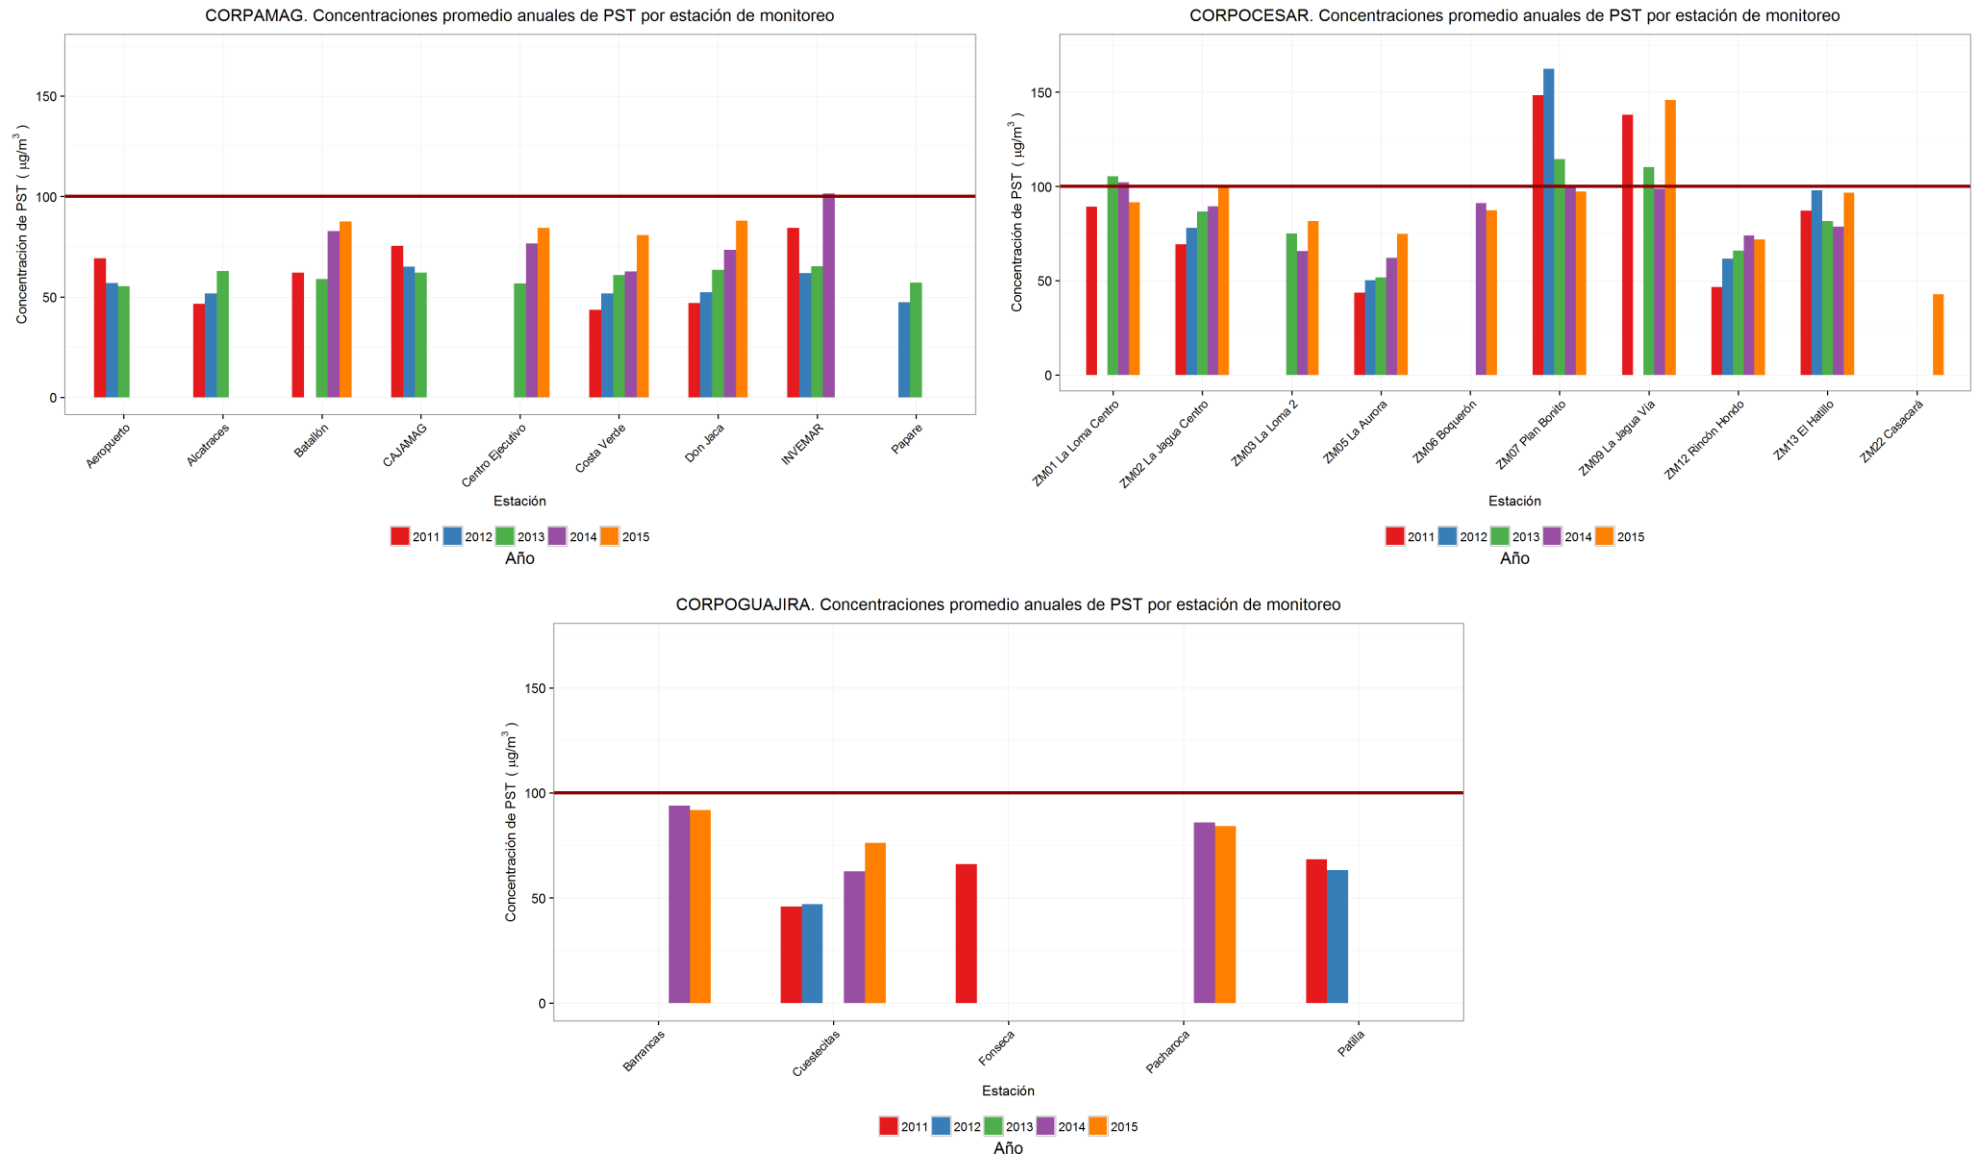 CORPAMAG. Concentraciones promedio anuales de PST por estación de monitoreo
Concentración de PST ( µg/m³ )
150
100
50
0
Aeropuerto
Alcatraces
Batallón
CAJAMAG
Centro Ejecutivo
Costa Verde
Don Jaca
INVEMAR
Papare
Estación
2011 2012 2013 2014 2015
Año
CORPOCESAR. Concentraciones promedio anuales de PST por estación de monitoreo
Concentración de PST ( µg/m³ )
150
100
50
0
ZM01 La Loma Centro
ZM02 La Jagua Centro
ZM03 La Loma 2
ZM05 La Aurora
ZM06 Boquerón
ZM07 Plan Bonito
ZM09 La Jagua Vía
ZM12 Rincón Hondo
ZM13 El Hatillo
ZM22 Casacará
Estación
2011 2012 2013 2014 2015
Año
CORPOGUAJIRA. Concentraciones promedio anuales de PST por estación de monitoreo
Concentración de PST ( µg/m³ )
150
100
50
0
Barrancas
Cuestecitas
Fonseca
Pacharoca
Patilla
Estación
2011 2012 2013 2014 2015
Año